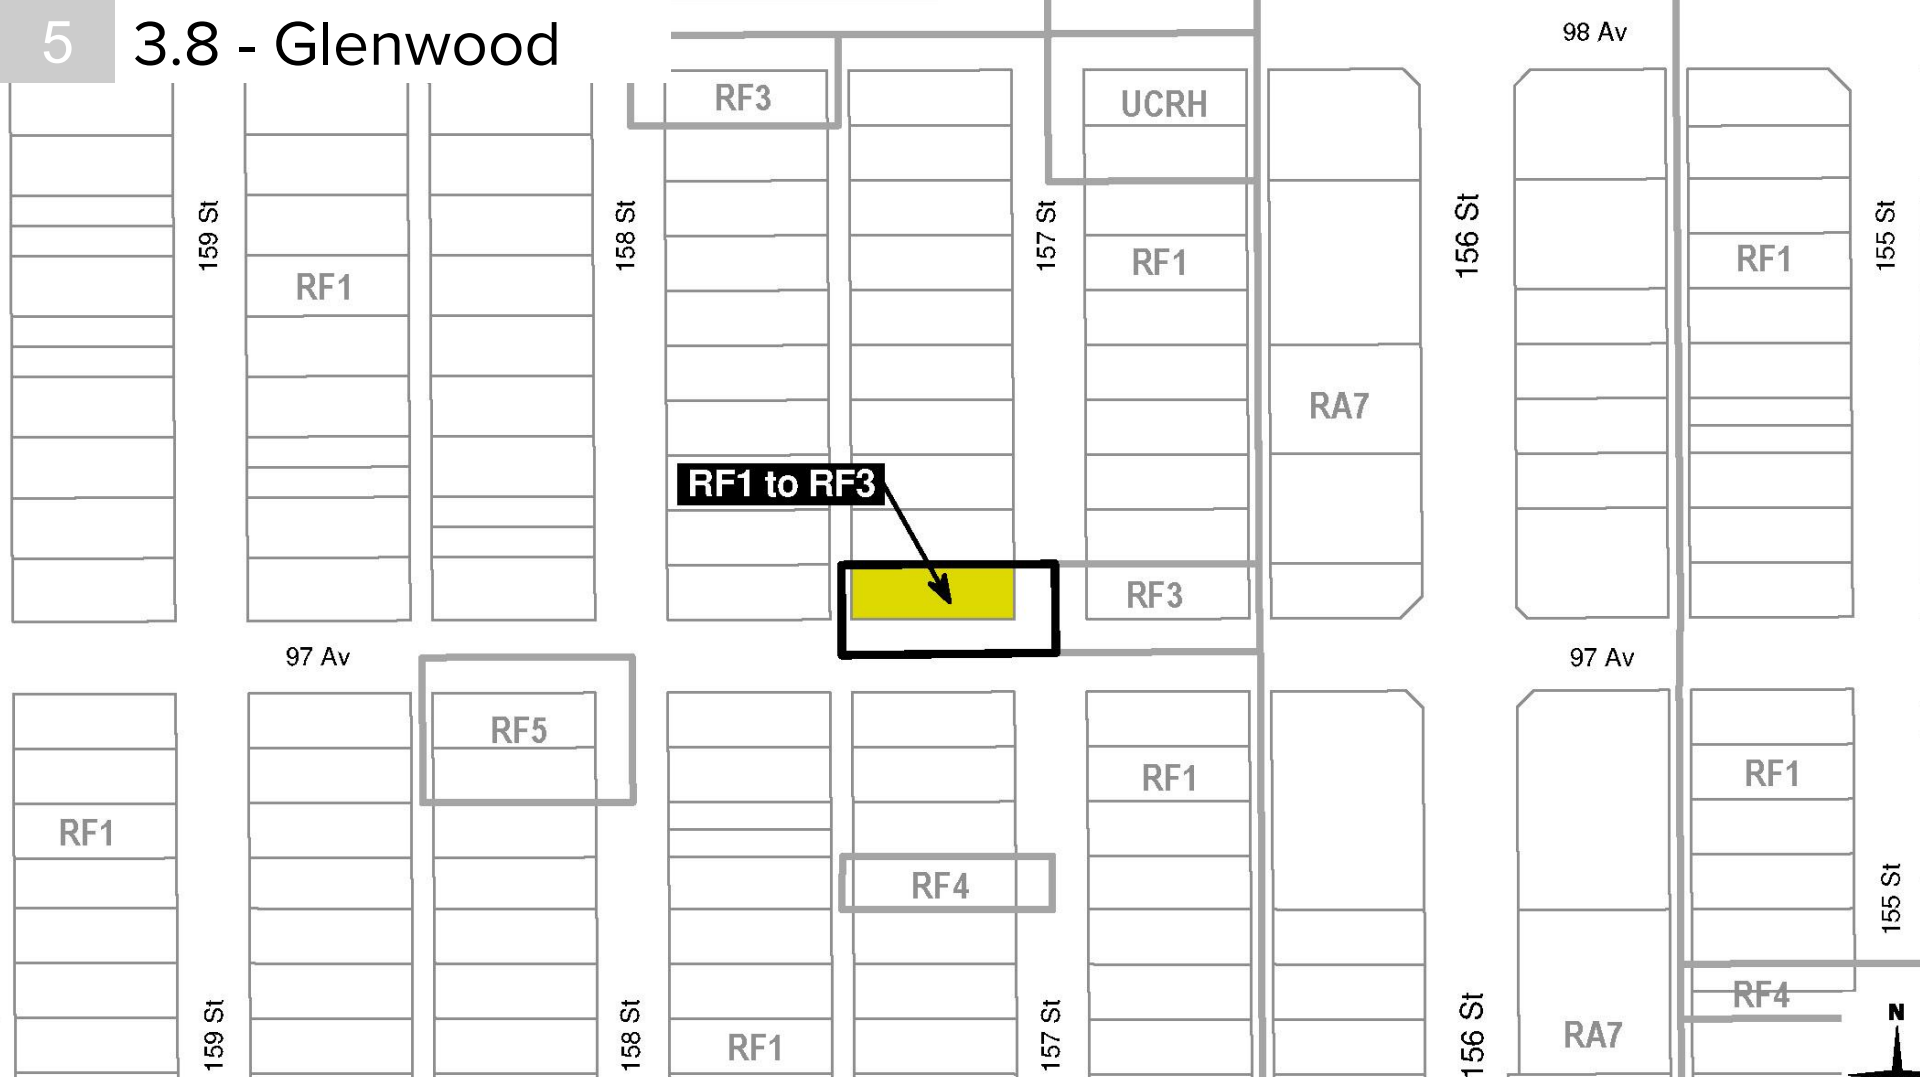 5
3.8 - Glenwood
98 Av
RF3
UCRH
159 St
158 St
157 St
156 St
155 St
RF1
RF1
RF1
RA7
RF1 to RF3
RF3
97 Av
97 Av
RF5
RF1
RF1
RF1
RF4
155 St
RF4
159 St
158 St
RF1
157 St
156 St
RA7
N